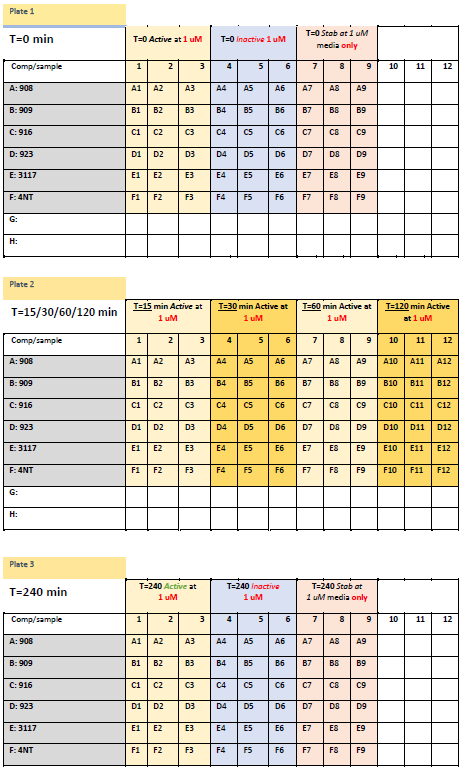 Plate 1
T=0 min
T=0 Active at 1 uM T=0 Inactive 1 uM T=0 Stab at 1 uM
media only
Comp/sample 1 2 3 4 5 6 7 8 9 10 11 12
A: 908 A1 A2 A3 A4 A5 A6 A7 A8 A9
B: 909 B1 B2 B3 B4 B5 B6 B7 B8 B9
C: 916 C1 C2 C3 C4 C5 C6 C7 C8 C9
D: 923 D1 D2 D3 D4 D5 D6 D7 D8 D9
E: 3117 E1 E2 E3 E4 E5 E6 E7 E8 E9
F: 4NT F1 F2 F3 F4 F5 F6 F7 F8 F9
G:
H:
Plate 2
T=15/30/60/120 min
T=15 min Active at T=30 min Active at T=60 min Active at T=120 min Active
1 uM 1 uM 1 uM at 1 uM
Comp/sample 1 2 3 4 5 6 7 8 9 10 11 12
A: 908 A1 A2 A3 A4 A5 A6 A7 A8 A9 A10 A11 A12
B: 909 B1 B2 B3 B4 B5 B6 B7 B8 B9 B10 B11 B12
C: 916 C1 C2 C3 C4 C5 C6 C7 C8 C9 C10 C11 C12
D: 923 D1 D2 D3 D4 D5 D6 D7 D8 D9 D10 D11 D12
E: 3117 E1 E2 E3 E4 E5 E6 E7 E8 E9 E10 E11 E12
F: 4NT F1 F2 F3 F4 F5 F6 F7 F8 F9 F10 F11 F12
G:
H:
Plate 3
T=240 min
T=240 Active at T=240 Inactive T=240 Stab at
1 uM 1 uM 1 uM media only
Comp/sample 1 2 3 4 5 6 7 8 9 10 11 12
A: 908 A1 A2 A3 A4 A5 A6 A7 A8 A9
B: 909 B1 B2 B3 B4 B5 B6 B7 B8 B9
C: 916 C1 C2 C3 C4 C5 C6 C7 C8 C9
D: 923 D1 D2 D3 D4 D5 D6 D7 D8 D9
E: 3117 E1 E2 E3 E4 E5 E6 E7 E8 E9
F: 4NT F1 F2 F3 F4 F5 F6 F7 F8 F9